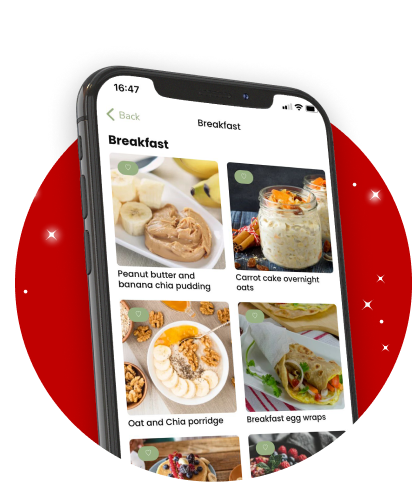 16:47
Back
Breakfast
Breakfast
Peanut butter and
banana chia pudding
Carrot cake overnight
oats
Oat and Chia porridge
Breakfast egg wraps